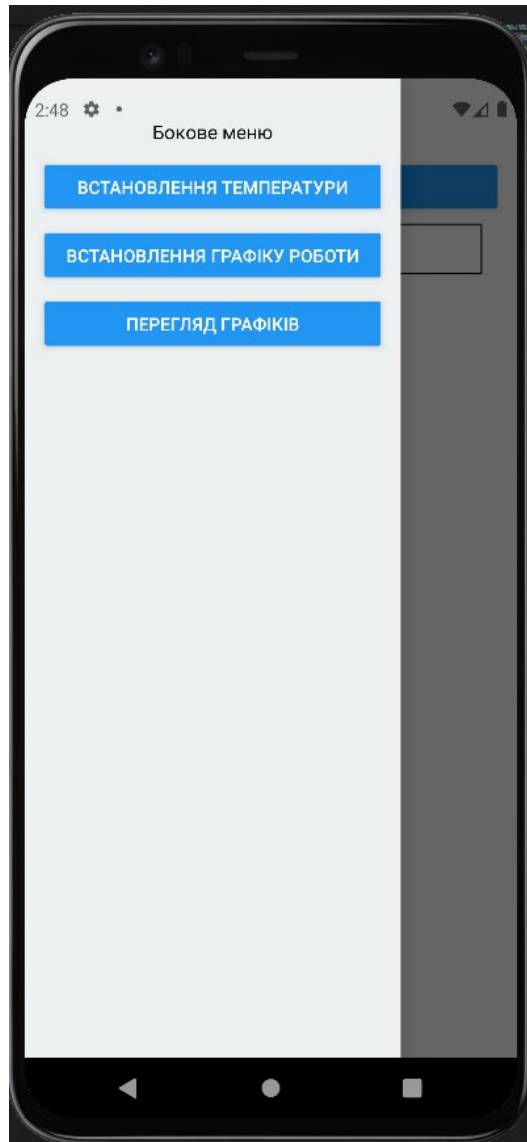 2:48
Бокове меню
ВСТАНОВЛЕННЯ ТЕМПЕРАТУРИ
ВСТАНОВЛЕННЯ ГРАФІКУ РОБОТИ
ПЕРЕГЛЯД ГРАФІКІВ